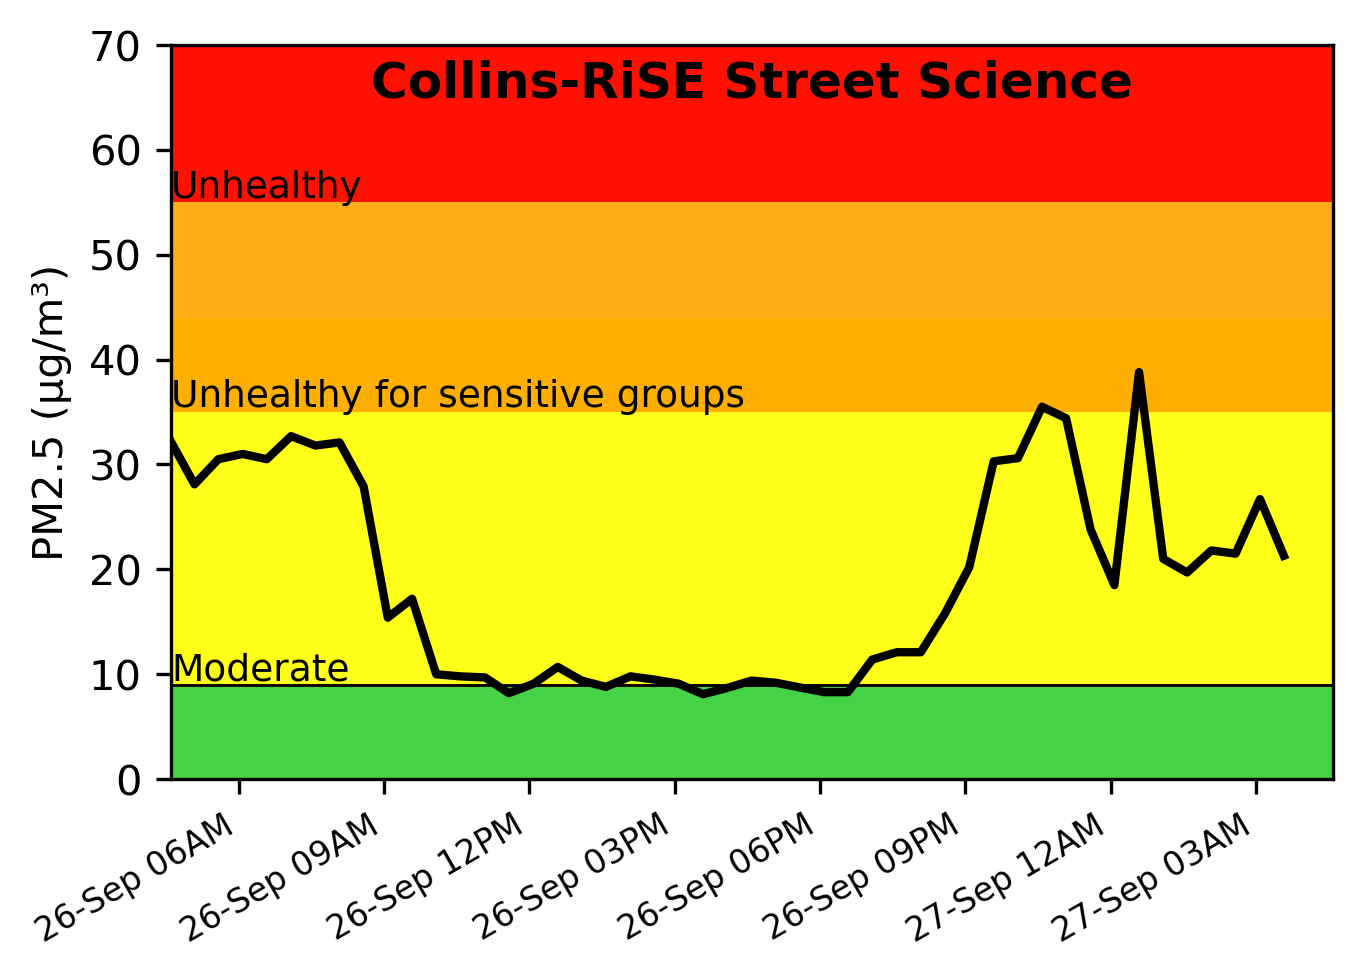 Collins-RiSE Street Science
Unhealthy
Unhealthy for sensitive groups
Moderate
PM2.5 (µg/m³)
70
60
50
40
30
20
10
0
26-Sep 06AM
26-Sep 09AM
26-Sep 12PM
26-Sep 03PM
26-Sep 06PM
26-Sep 09PM
27-Sep 12AM
27-Sep 03AM